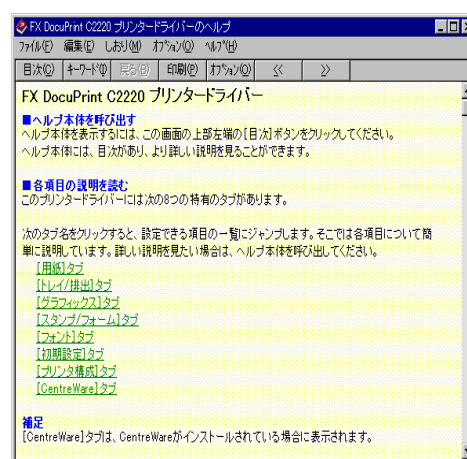 FX DocuPrint C2220 プリンタードライバーのヘルプ
ファイル(F) 編集(E) しおり(M) オプション(O) ヘルプ(H)
目次(C) キーワード(I) 戻る(B) 印刷(P) オプション(O) << >>
FX DocuPrint C2220 プリンタードライバー
■ヘルプ本体を呼び出す
ヘルプ本体を表示するには、この画面の上部左端の[目次]ボタンをクリックしてください。
ヘルプ本体には、目次があり、より詳しい説明を見ることができます。
■各項目の説明を読む
このプリンタードライバーには次の8つの特有のタブがあります。
次のタブ名をクリックすると、設定できる項目の一覧にジャンプします。そこでは各項目について簡
単に説明しています。詳しい説明を見たい場合は、ヘルプ本体を呼び出してください。
[用紙]タブ
[トレイ/排出]タブ
[グラフィックス]タブ
[スタンプ/フォーム]タブ
[フォント]タブ
[初期設定]タブ
[プリンタ構成]タブ
[CentreWare]タブ
補足
[CentreWare]タブは、CentreWareがインストールされている場合に表示されます。